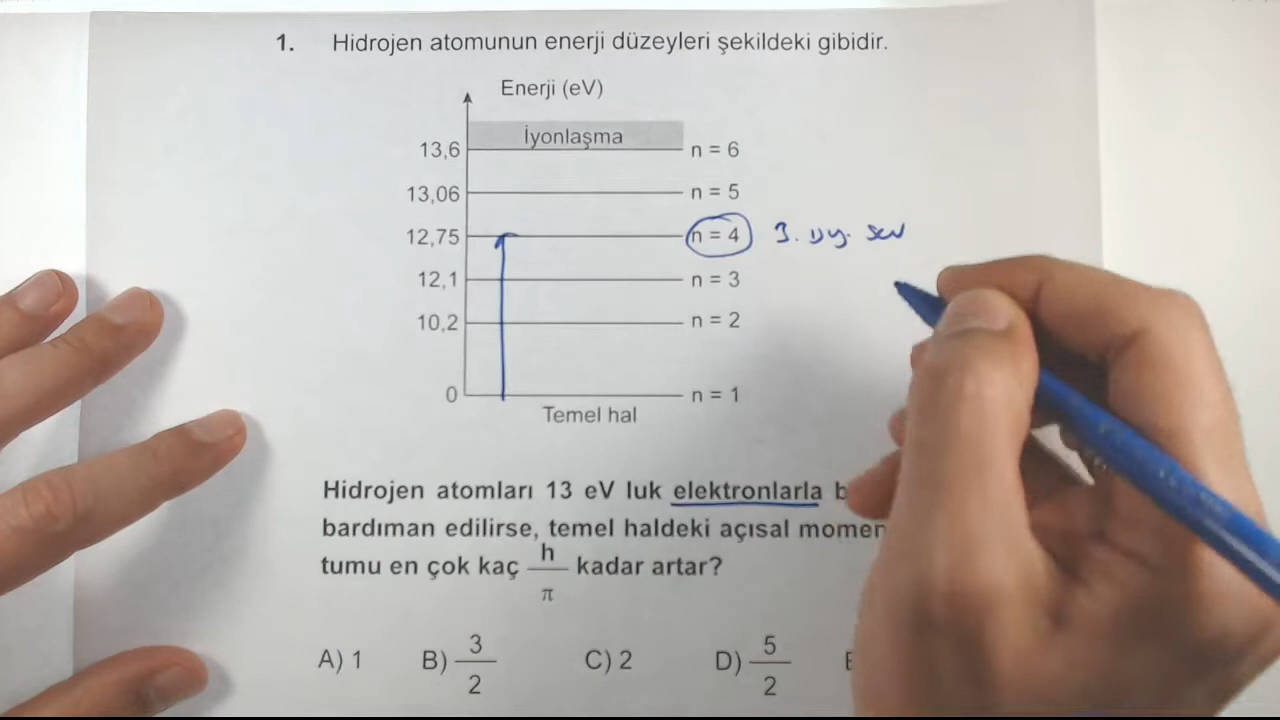 1. Hidrojen atomunun enerji düzeyleri şekildeki gibidir.
Enerji (eV)
İyonlaşma
13,6 n = 6
13,06 n = 5
12,75 n = 4 3. uy. sev
12,1 n = 3
10,2 n = 2
0 n = 1
Temel hal
Hidrojen atomları 13 eV luk elektronlarla b
bardıman edilirse, temel haldeki açısal momen
tumu en çok kaç h/π kadar artar?
A) 1 B) 3/2 C) 2 D) 5/2